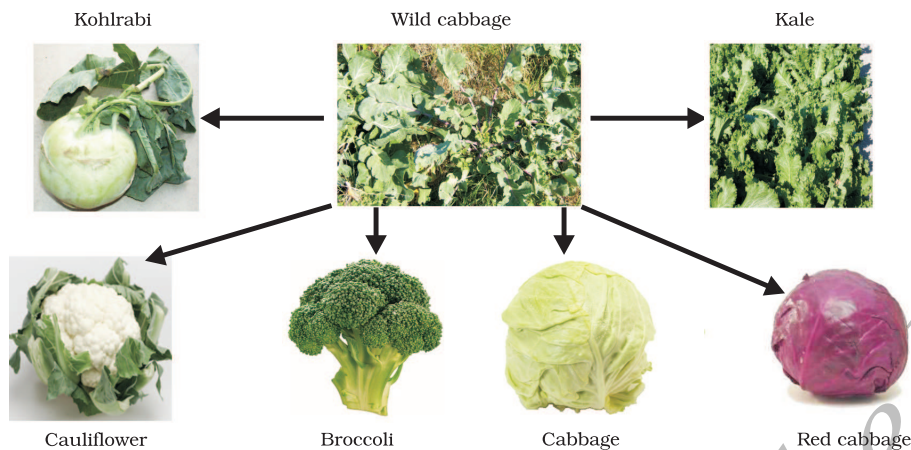 Kohlrabi
Wild cabbage
Kale
Cauliflower
Broccoli
Cabbage
Red cabbage